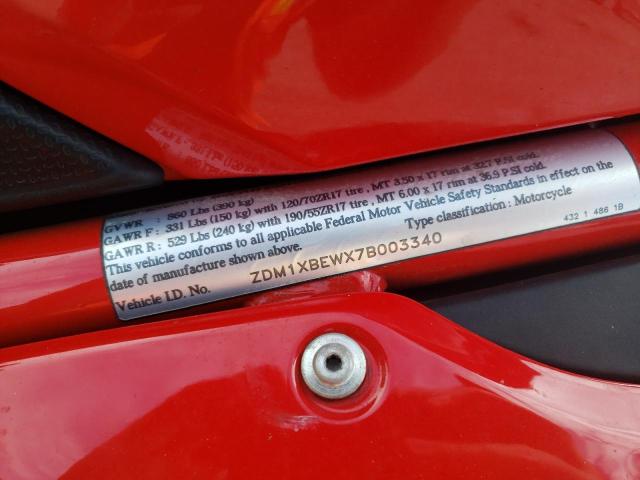 GVWR : 860 Lbs (390 kg)
GAWR F : 331 Lbs (150 kg) with 120/70ZR17 tire , MT 3.50 x 17 rim at 32.7 P.SI cold.
GAWR R : 529 Lbs (240 kg) with 190/55ZR17 tire , MT 6.00 x 17 rim at 36.9 P.SI cold.
This vehicle conforms to all applicable Federal Motor Vehicle Safety Standards in effect on the
date of manufacture shown above.
Type classification : Motorcycle
Vehicle I.D. No. ZDM1XBEWX7B003340
432 1 486 1B